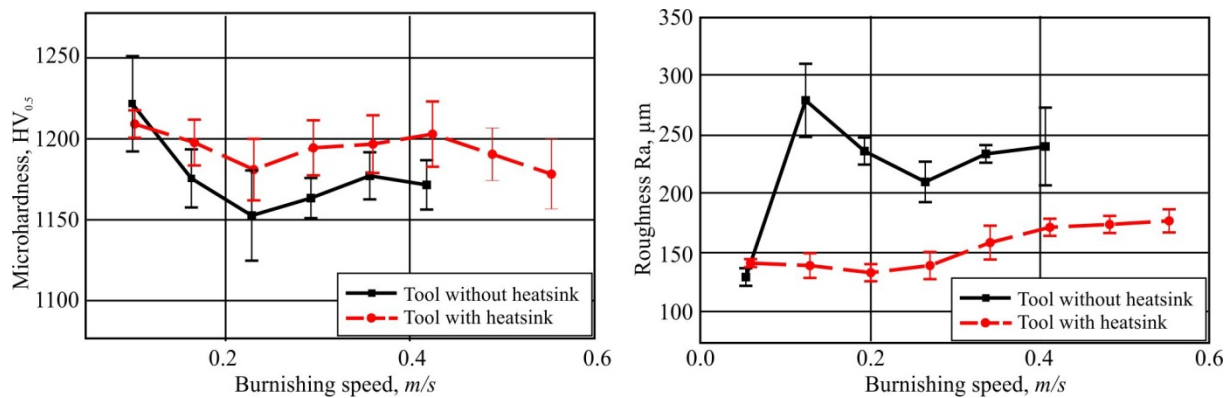 Microhardness, HV0.5
1250
1200
1150
1100
Tool without heatsink
Tool with heatsink
0.2
0.4
0.6
Burnishing speed, m/s
Roughness Ra, µm
350
300
250
200
150
100
µm
Tool without heatsink
Tool with heatsink
0.0
0.2
0.4
0.6
Burnishing speed, m/s